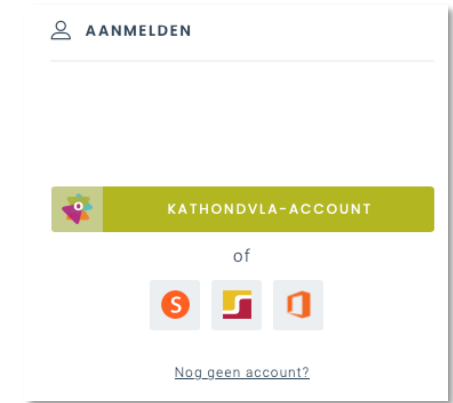 AANMELDEN
KATHONDVLA-ACCOUNT
of
S
Nog geen account?